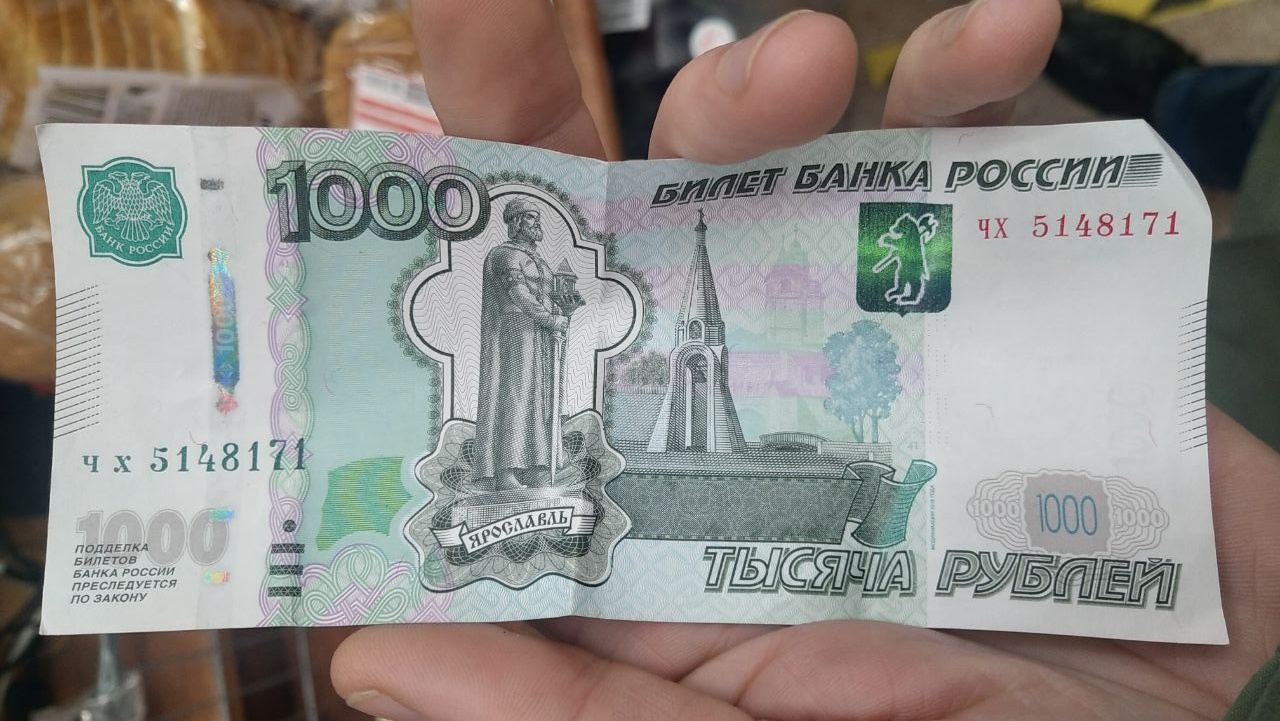 БАНК РОССИИ
1000
БИЛЕТ БАНКА РОССИИ
чх 5148171
чх 5148171
1000
ПОДДЕЛКА
БИЛЕТОВ
БАНКА РОССИИ
ПРЕСЛЕДУЕТСЯ
ПО ЗАКОНУ
ЯРОСЛАВЛЬ
1000 1000 1000
ТЫСЯЧА РУБЛЕЙ